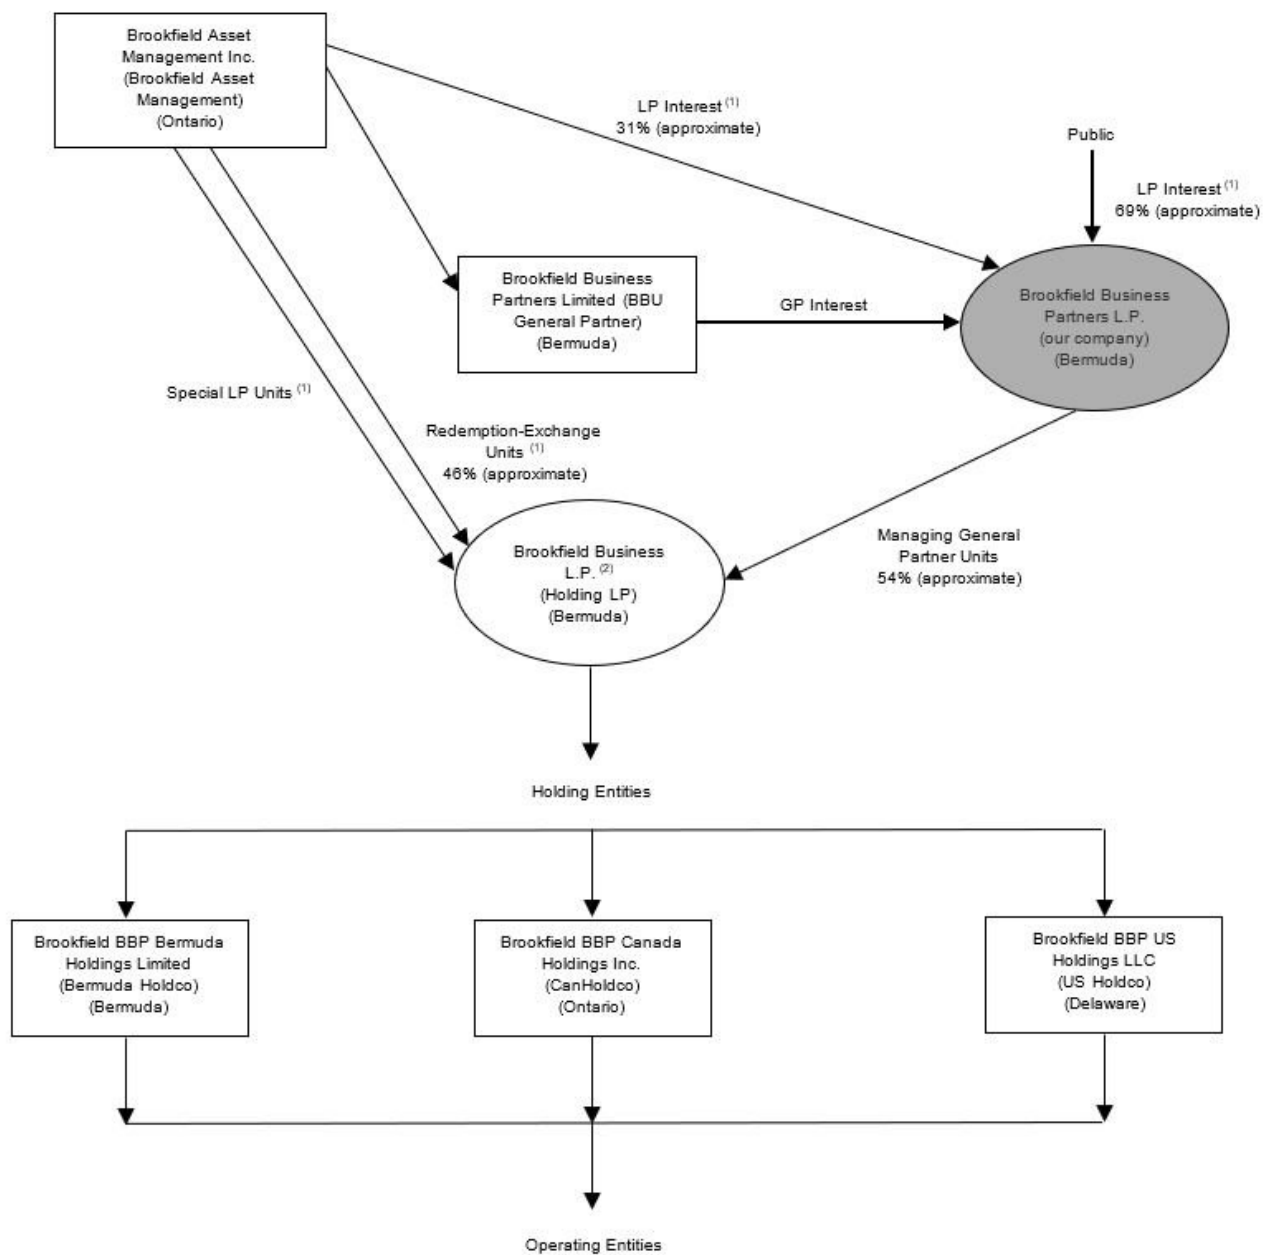 Brookfield Asset
Management Inc.
(Brookfield Asset
Management)
(Ontario)
LP Interest (1)
31% (approximate)
Public
LP Interest (1)
69% (approximate)
Brookfield Business
Partners Limited (BBU
General Partner)
(Bermuda)
GP Interest
Brookfield Business
Partners L.P.
(our company)
(Bermuda)
Special LP Units (1)
Redemption-Exchange
Units (1)
46% (approximate)
Managing General
Partner Units
54% (approximate)
Brookfield Business
L.P. (2)
(Holding LP)
(Bermuda)
Holding Entities
Brookfield BBP Bermuda
Holdings Limited
(Bermuda Holdco)
(Bermuda)
Brookfield BBP Canada
Holdings Inc.
(CanHoldco)
(Ontario)
Brookfield BBP US
Holdings LLC
(US Holdco)
(Delaware)
Operating Entities